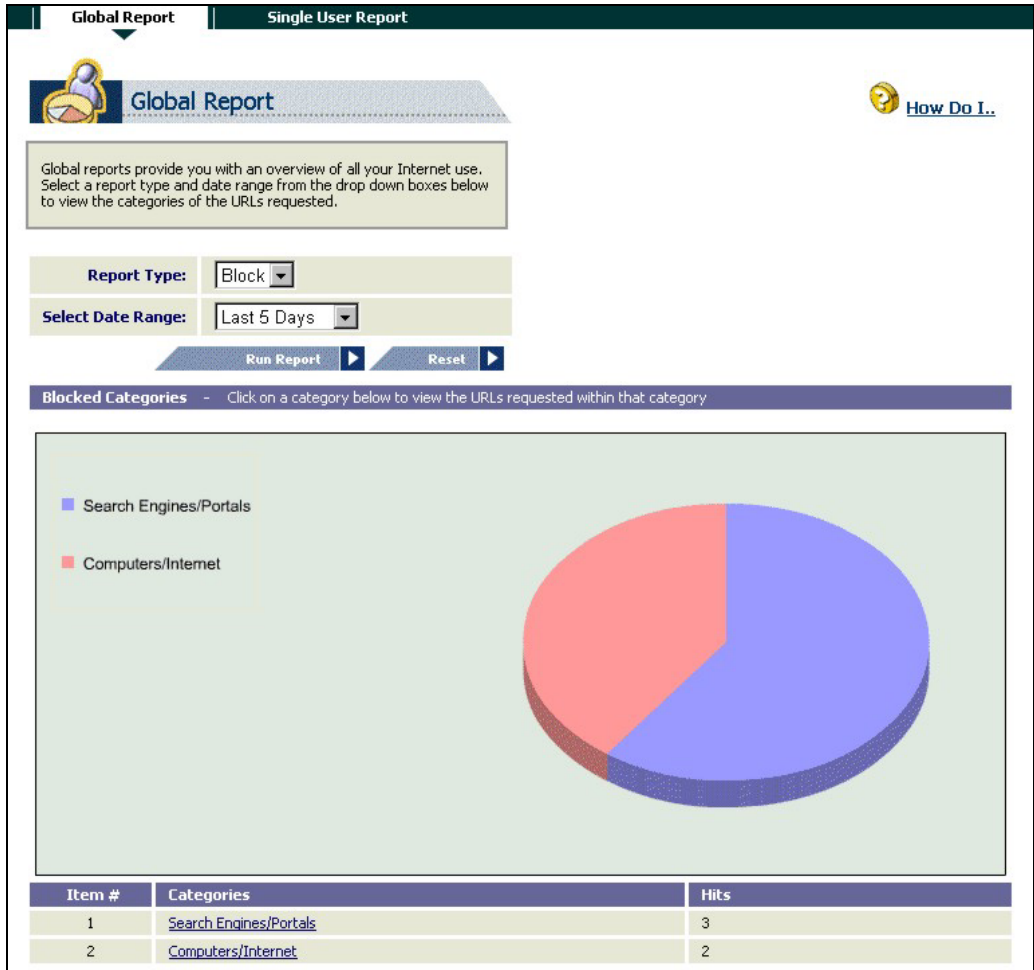 Global Report Single User Report
Global Report
How Do I..
Global reports provide you with an overview of all your Internet use.
Select a report type and date range from the drop down boxes below
to view the categories of the URLs requested.
Report Type: Block
Select Date Range: Last 5 Days
Run Report Reset
Blocked Categories - Click on a category below to view the URLs requested within that category
Search Engines/Portals
Computers/Internet
Item # Categories Hits
1 Search Engines/Portals 3
2 Computers/Internet 2